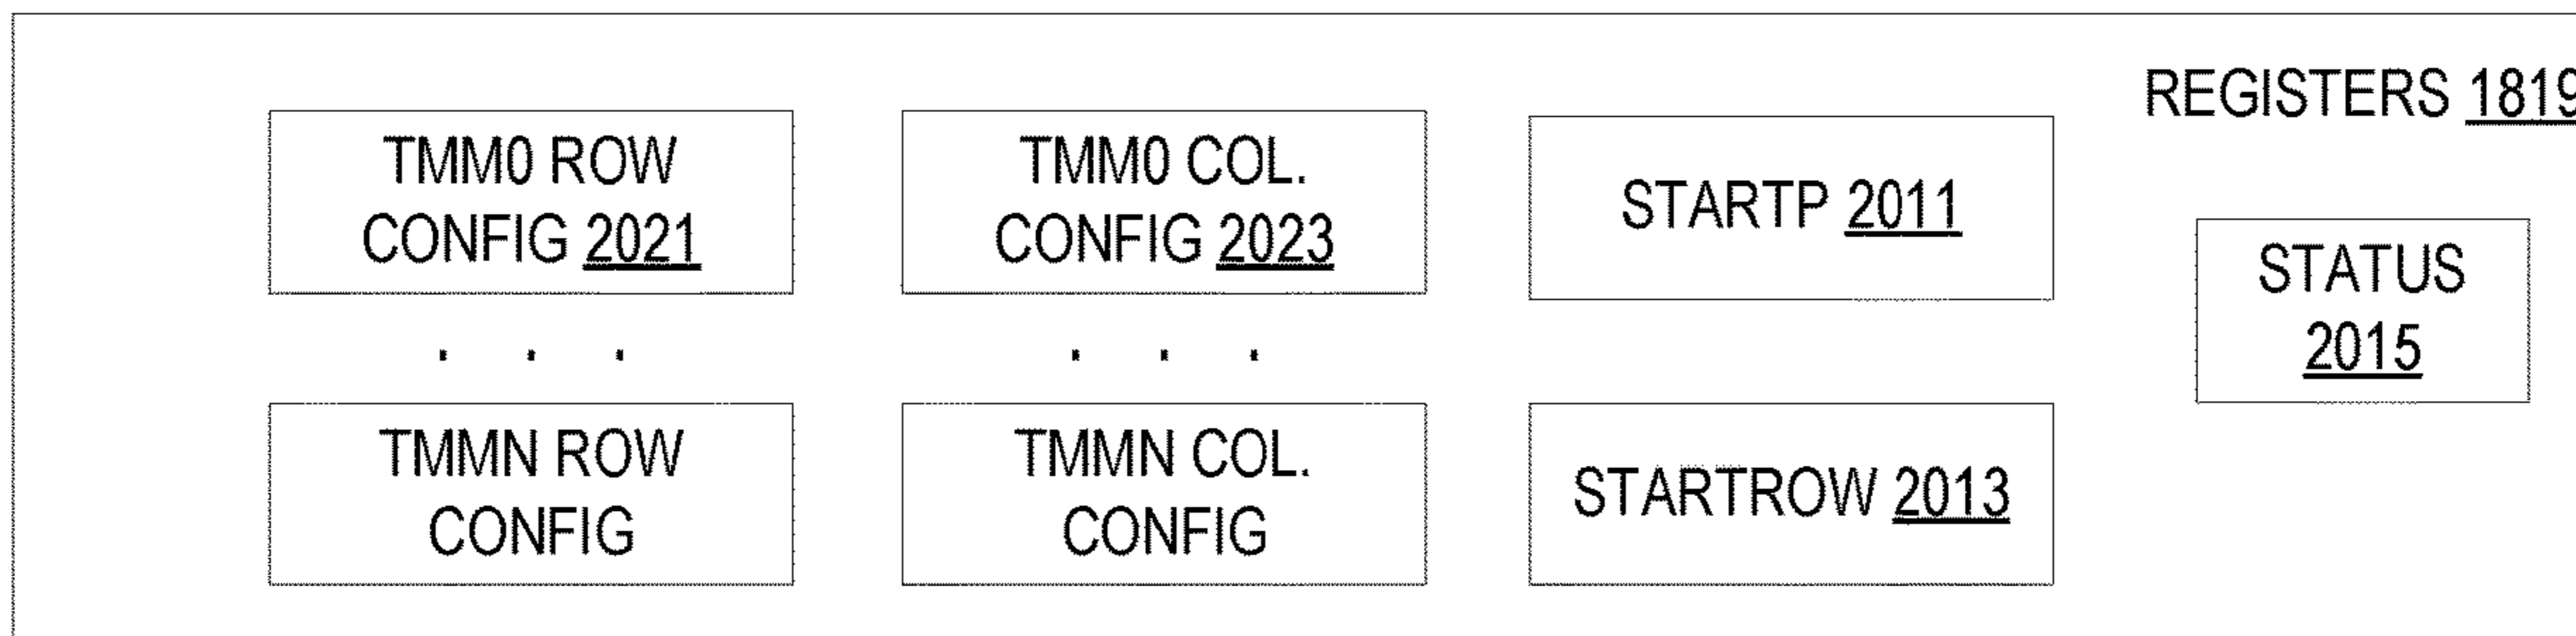 REGISTERS 1819
TMM0 ROW
CONFIG 2021
TMM0 COL.
CONFIG 2023
STARTP 2011
STATUS
2015
. . .
. . .
TMMN ROW
CONFIG
TMMN COL.
CONFIG
STARTROW 2013